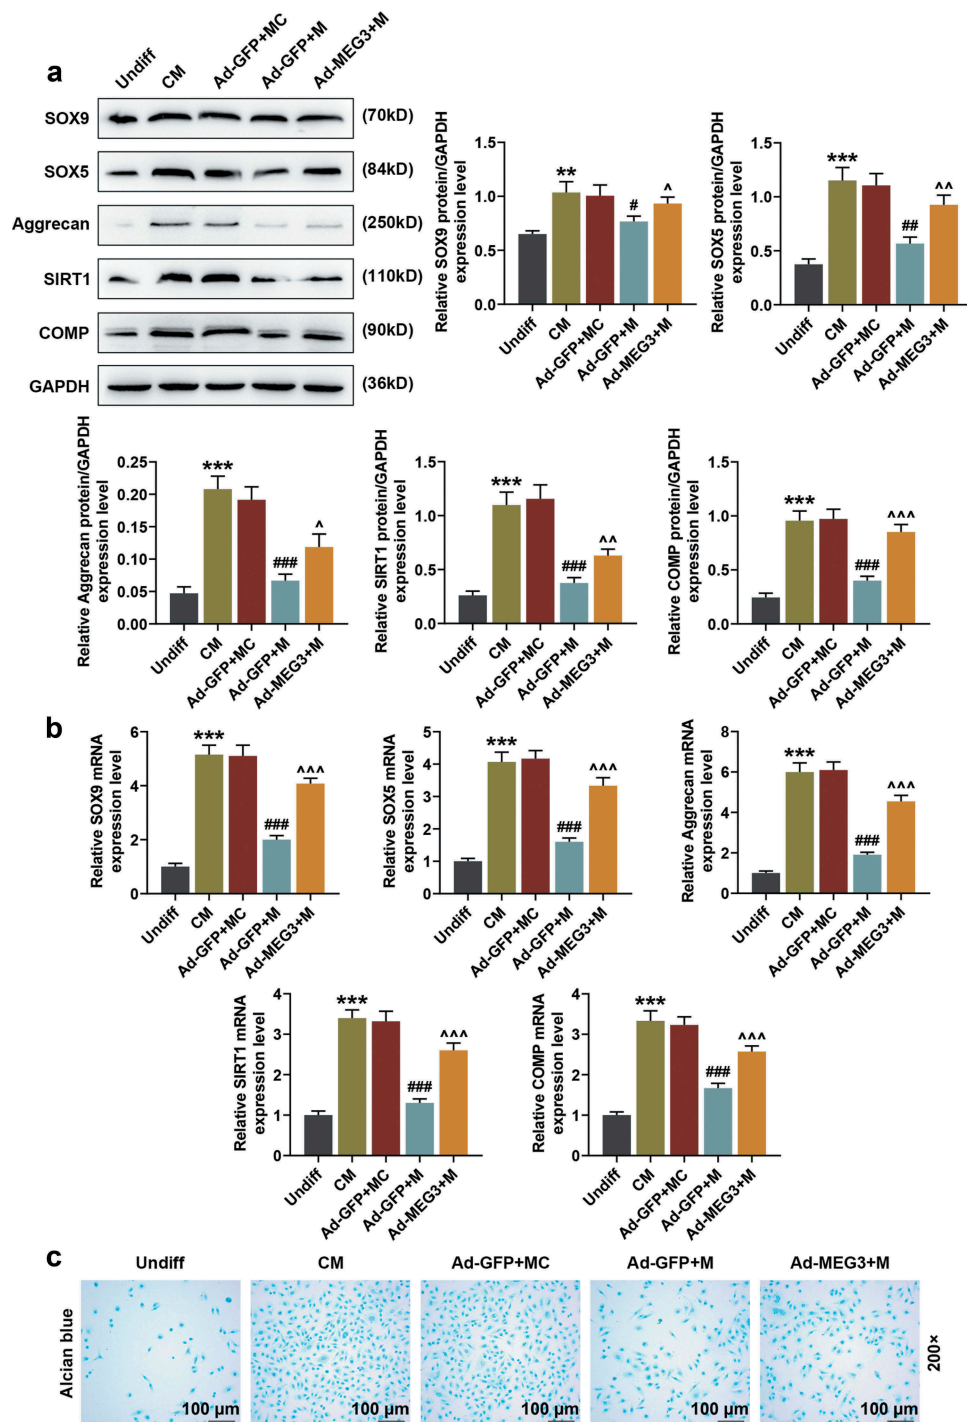 a
Undiff
CM
Ad-GFP+MC
Ad-GFP+M
Ad-MEG3+M
SOX9 (70kD)
SOX5 (84kD)
Aggrecan (250kD)
SIRT1 (110kD)
COMP (90kD)
GAPDH (36kD)
Relative SOX9 protein/GAPDH
expression level
1.5
1.0
0.5
0.0
**
#
^
Undiff
CM
Ad-GFP+MC
Ad-GFP+M
Ad-MEG3+M
Relative SOX5 protein/GAPDH
expression level
1.5
1.0
0.5
0.0
***
##
^^
Undiff
CM
Ad-GFP+MC
Ad-GFP+M
Ad-MEG3+M
Relative Aggrecan protein/GAPDH
expression level
0.25
0.20
0.15
0.10
0.05
0.00
***
###
^
Undiff
CM
Ad-GFP+MC
Ad-GFP+M
Ad-MEG3+M
Relative SIRT1 protein/GAPDH
expression level
1.5
1.0
0.5
0.0
***
###
^^
Undiff
CM
Ad-GFP+MC
Ad-GFP+M
Ad-MEG3+M
Relative COMP protein/GAPDH
expression level
1.5
1.0
0.5
0.0
***
###
^^^
Undiff
CM
Ad-GFP+MC
Ad-GFP+M
Ad-MEG3+M
b
Relative SOX9 mRNA
expression level
6
4
2
0
***
###
^^^
Undiff
CM
Ad-GFP+MC
Ad-GFP+M
Ad-MEG3+M
Relative SOX5 mRNA
expression level
5
4
3
2
1
0
***
###
^^^
Undiff
CM
Ad-GFP+MC
Ad-GFP+M
Ad-MEG3+M
Relative Aggrecan mRNA
expression level
8
6
4
2
0
***
###
^^^
Undiff
CM
Ad-GFP+MC
Ad-GFP+M
Ad-MEG3+M
Relative SIRT1 mRNA
expression level
4
3
2
1
0
***
###
^^^
Undiff
CM
Ad-GFP+MC
Ad-GFP+M
Ad-MEG3+M
Relative COMP mRNA
expression level
4
3
2
1
0
***
###
^^^
Undiff
CM
Ad-GFP+MC
Ad-GFP+M
Ad-MEG3+M
c
Undiff CM Ad-GFP+MC Ad-GFP+M Ad-MEG3+M
Alcian blue
100 µm 100 µm 100 µm 100 µm 100 µm
200×